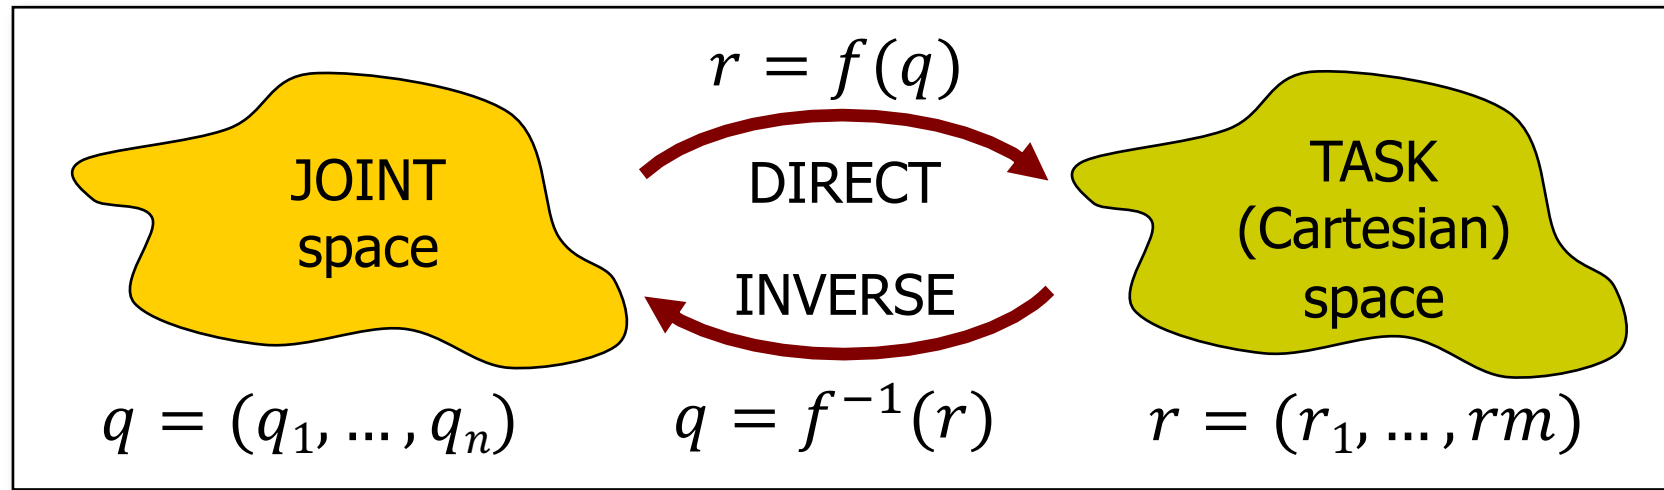 r = f(q)
JOINT
space
DIRECT
INVERSE
TASK
(Cartesian)
space
q = (q₁, … , qₙ)
q = f⁻¹(r)
r = (r₁, … , rm)